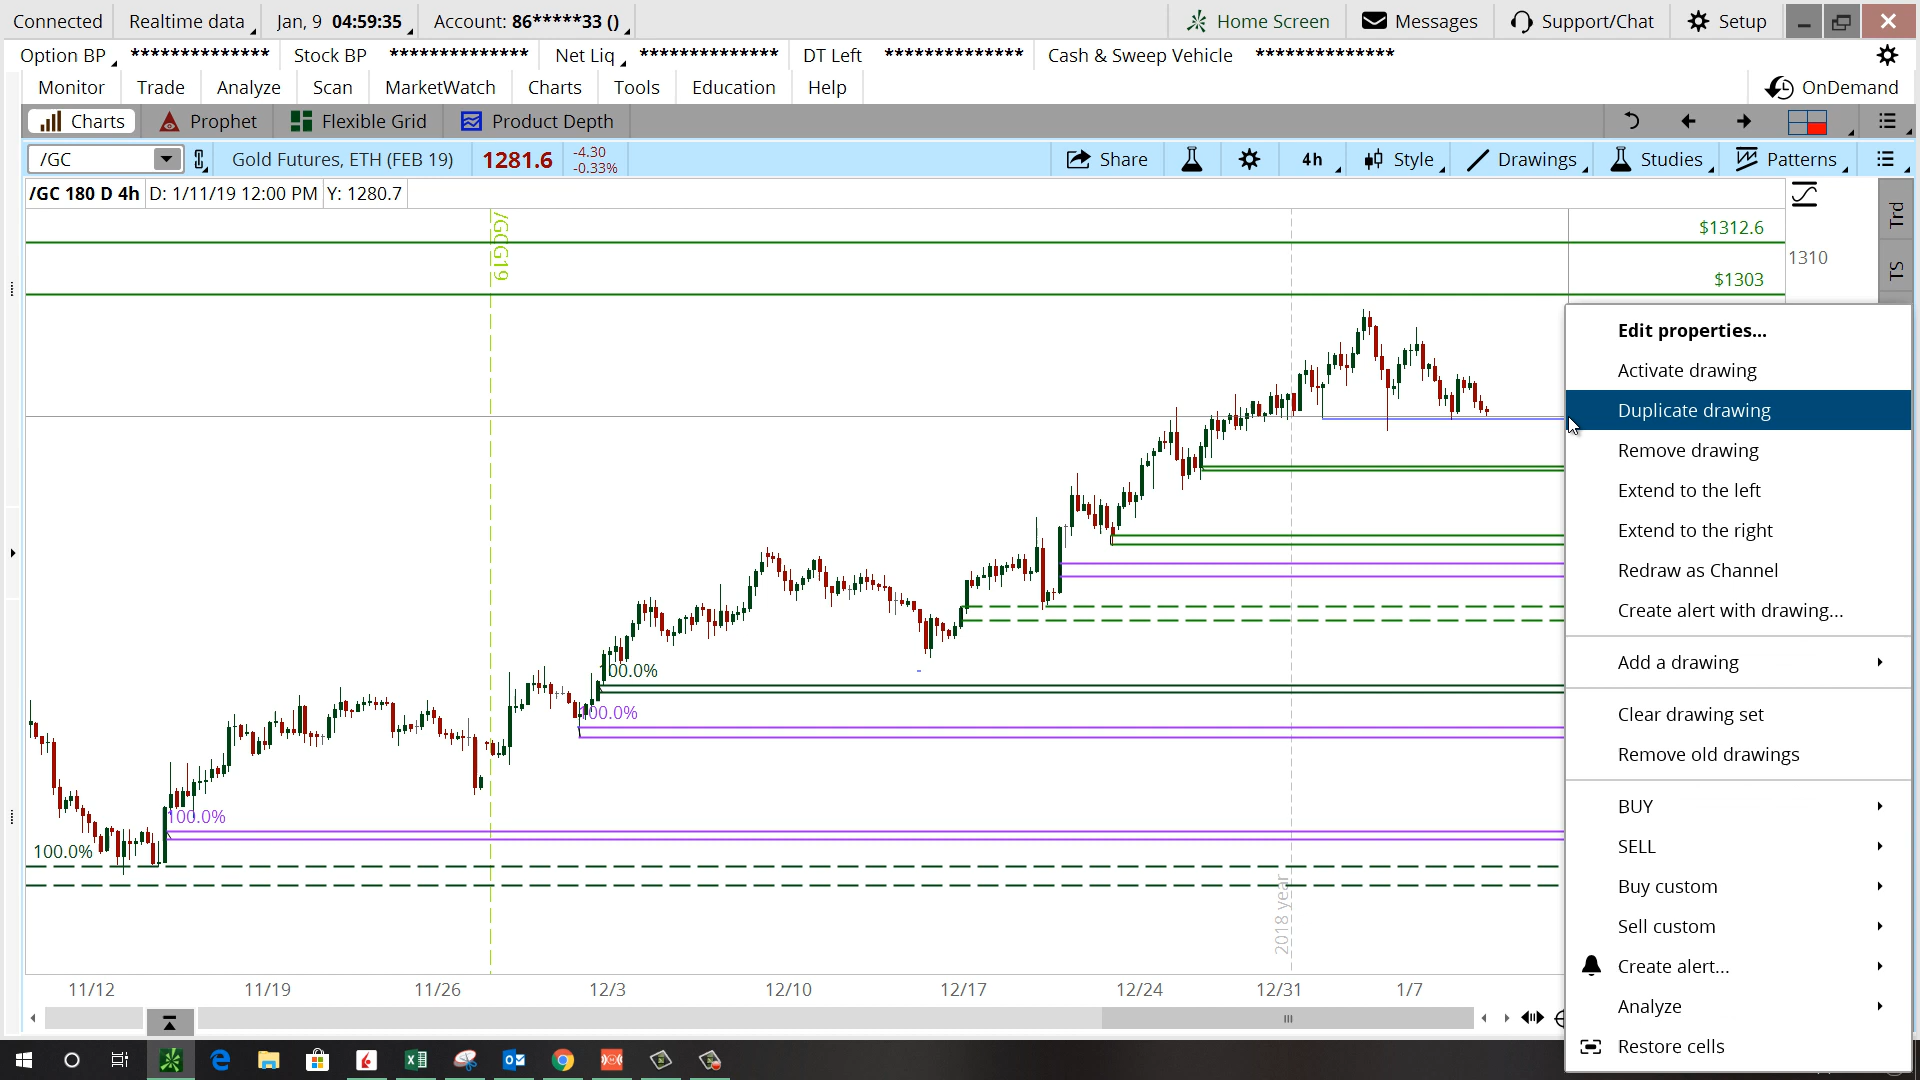 Connected Realtime data Jan, 9 04:59:35 Account: 86*****33 () Home Screen Messages Support/Chat Setup
Option BP ************** Stock BP ************** Net Liq ************** DT Left ************** Cash & Sweep Vehicle **************
Monitor Trade Analyze Scan MarketWatch Charts Tools Education Help OnDemand
Charts Prophet Flexible Grid Product Depth
/GC Gold Futures, ETH (FEB 19) 1281.6 -4.30 Share 4h Style Drawings Studies Patterns
-0.33%
/GC 180 D 4h D: 1/11/19 12:00 PM Y: 1280.7
Trd
/GCG19
$1312.6
1310
TS
$1303
Edit properties...
Activate drawing
Duplicate drawing
Remove drawing
Extend to the left
Extend to the right
Redraw as Channel
Create alert with drawing...
Add a drawing
Clear drawing set
Remove old drawings
BUY
SELL
Buy custom
Sell custom
Create alert...
Analyze
Restore cells
00.0%
100.0%
100.0%
100.0%
2018 year
11/12 11/19 11/26 12/3 12/10 12/17 12/24 12/31 1/7